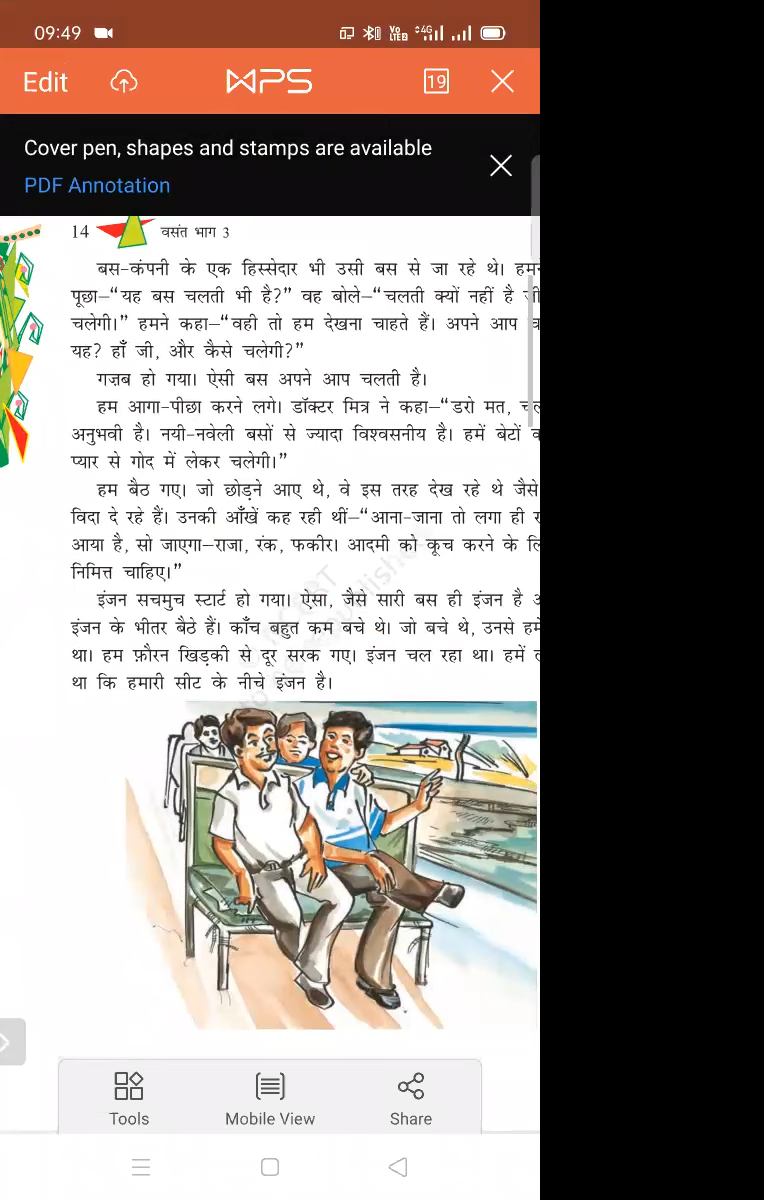 09:49 Vo LTE2 4G
Edit WPS 19
Cover pen, shapes and stamps are available
PDF Annotation
14 वसंत भाग 3
बस-कंपनी के एक हिस्सेदार भी उसी बस से जा रहे थे। हमने
पूछा–“यह बस चलती भी है?” वह बोले–“चलती क्यों नहीं है जी
चलेगी।” हमने कहा–“वही तो हम देखना चाहते हैं। अपने आप
यह? हाँ जी, और कैसे चलेगी?”
गज़ब हो गया। ऐसी बस अपने आप चलती है।
हम आगा-पीछा करने लगे। डॉक्टर मित्र ने कहा–“डरो मत,
अनुभवी है। नयी-नवेली बसों से ज्यादा विश्वसनीय है। हमें बेटों
प्यार से गोद में लेकर चलेगी।”
हम बैठ गए। जो छोड़ने आए थे, वे इस तरह देख रहे थे जैसे
विदा दे रहे हैं। उनकी आँखें कह रही थीं–“आना-जाना तो लगा ही
आया है, सो जाएगा–राजा, रंक, फकीर। आदमी को कूच करने के
निमित्त चाहिए।”
इंजन सचमुच स्टार्ट हो गया। ऐसा, जैसे सारी बस ही इंजन है
इंजन के भीतर बैठे हैं। काँच बहुत कम बचे थे। जो बचे थे, उनसे हमें
था। हम फ़ौरन खिड़की से दूर सरक गए। इंजन चल रहा था। हमें
था कि हमारी सीट के नीचे इंजन है।
Tools Mobile View Share